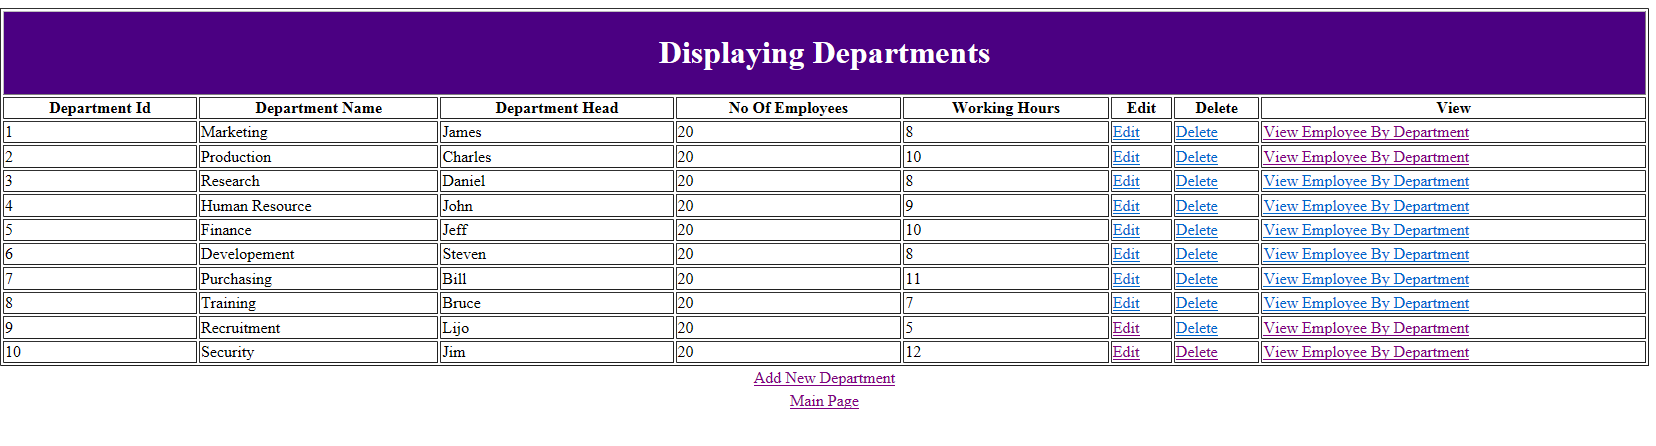 Displaying Departments
Department Id Department Name Department Head No Of Employees Working Hours Edit Delete View
1 Marketing James 20 8 Edit Delete View Employee By Department
2 Production Charles 20 10 Edit Delete View Employee By Department
3 Research Daniel 20 8 Edit Delete View Employee By Department
4 Human Resource John 20 9 Edit Delete View Employee By Department
5 Finance Jeff 20 10 Edit Delete View Employee By Department
6 Developement Steven 20 8 Edit Delete View Employee By Department
7 Purchasing Bill 20 11 Edit Delete View Employee By Department
8 Training Bruce 20 7 Edit Delete View Employee By Department
9 Recruitment Lijo 20 5 Edit Delete View Employee By Department
10 Security Jim 20 12 Edit Delete View Employee By Department
Add New Department
Main Page